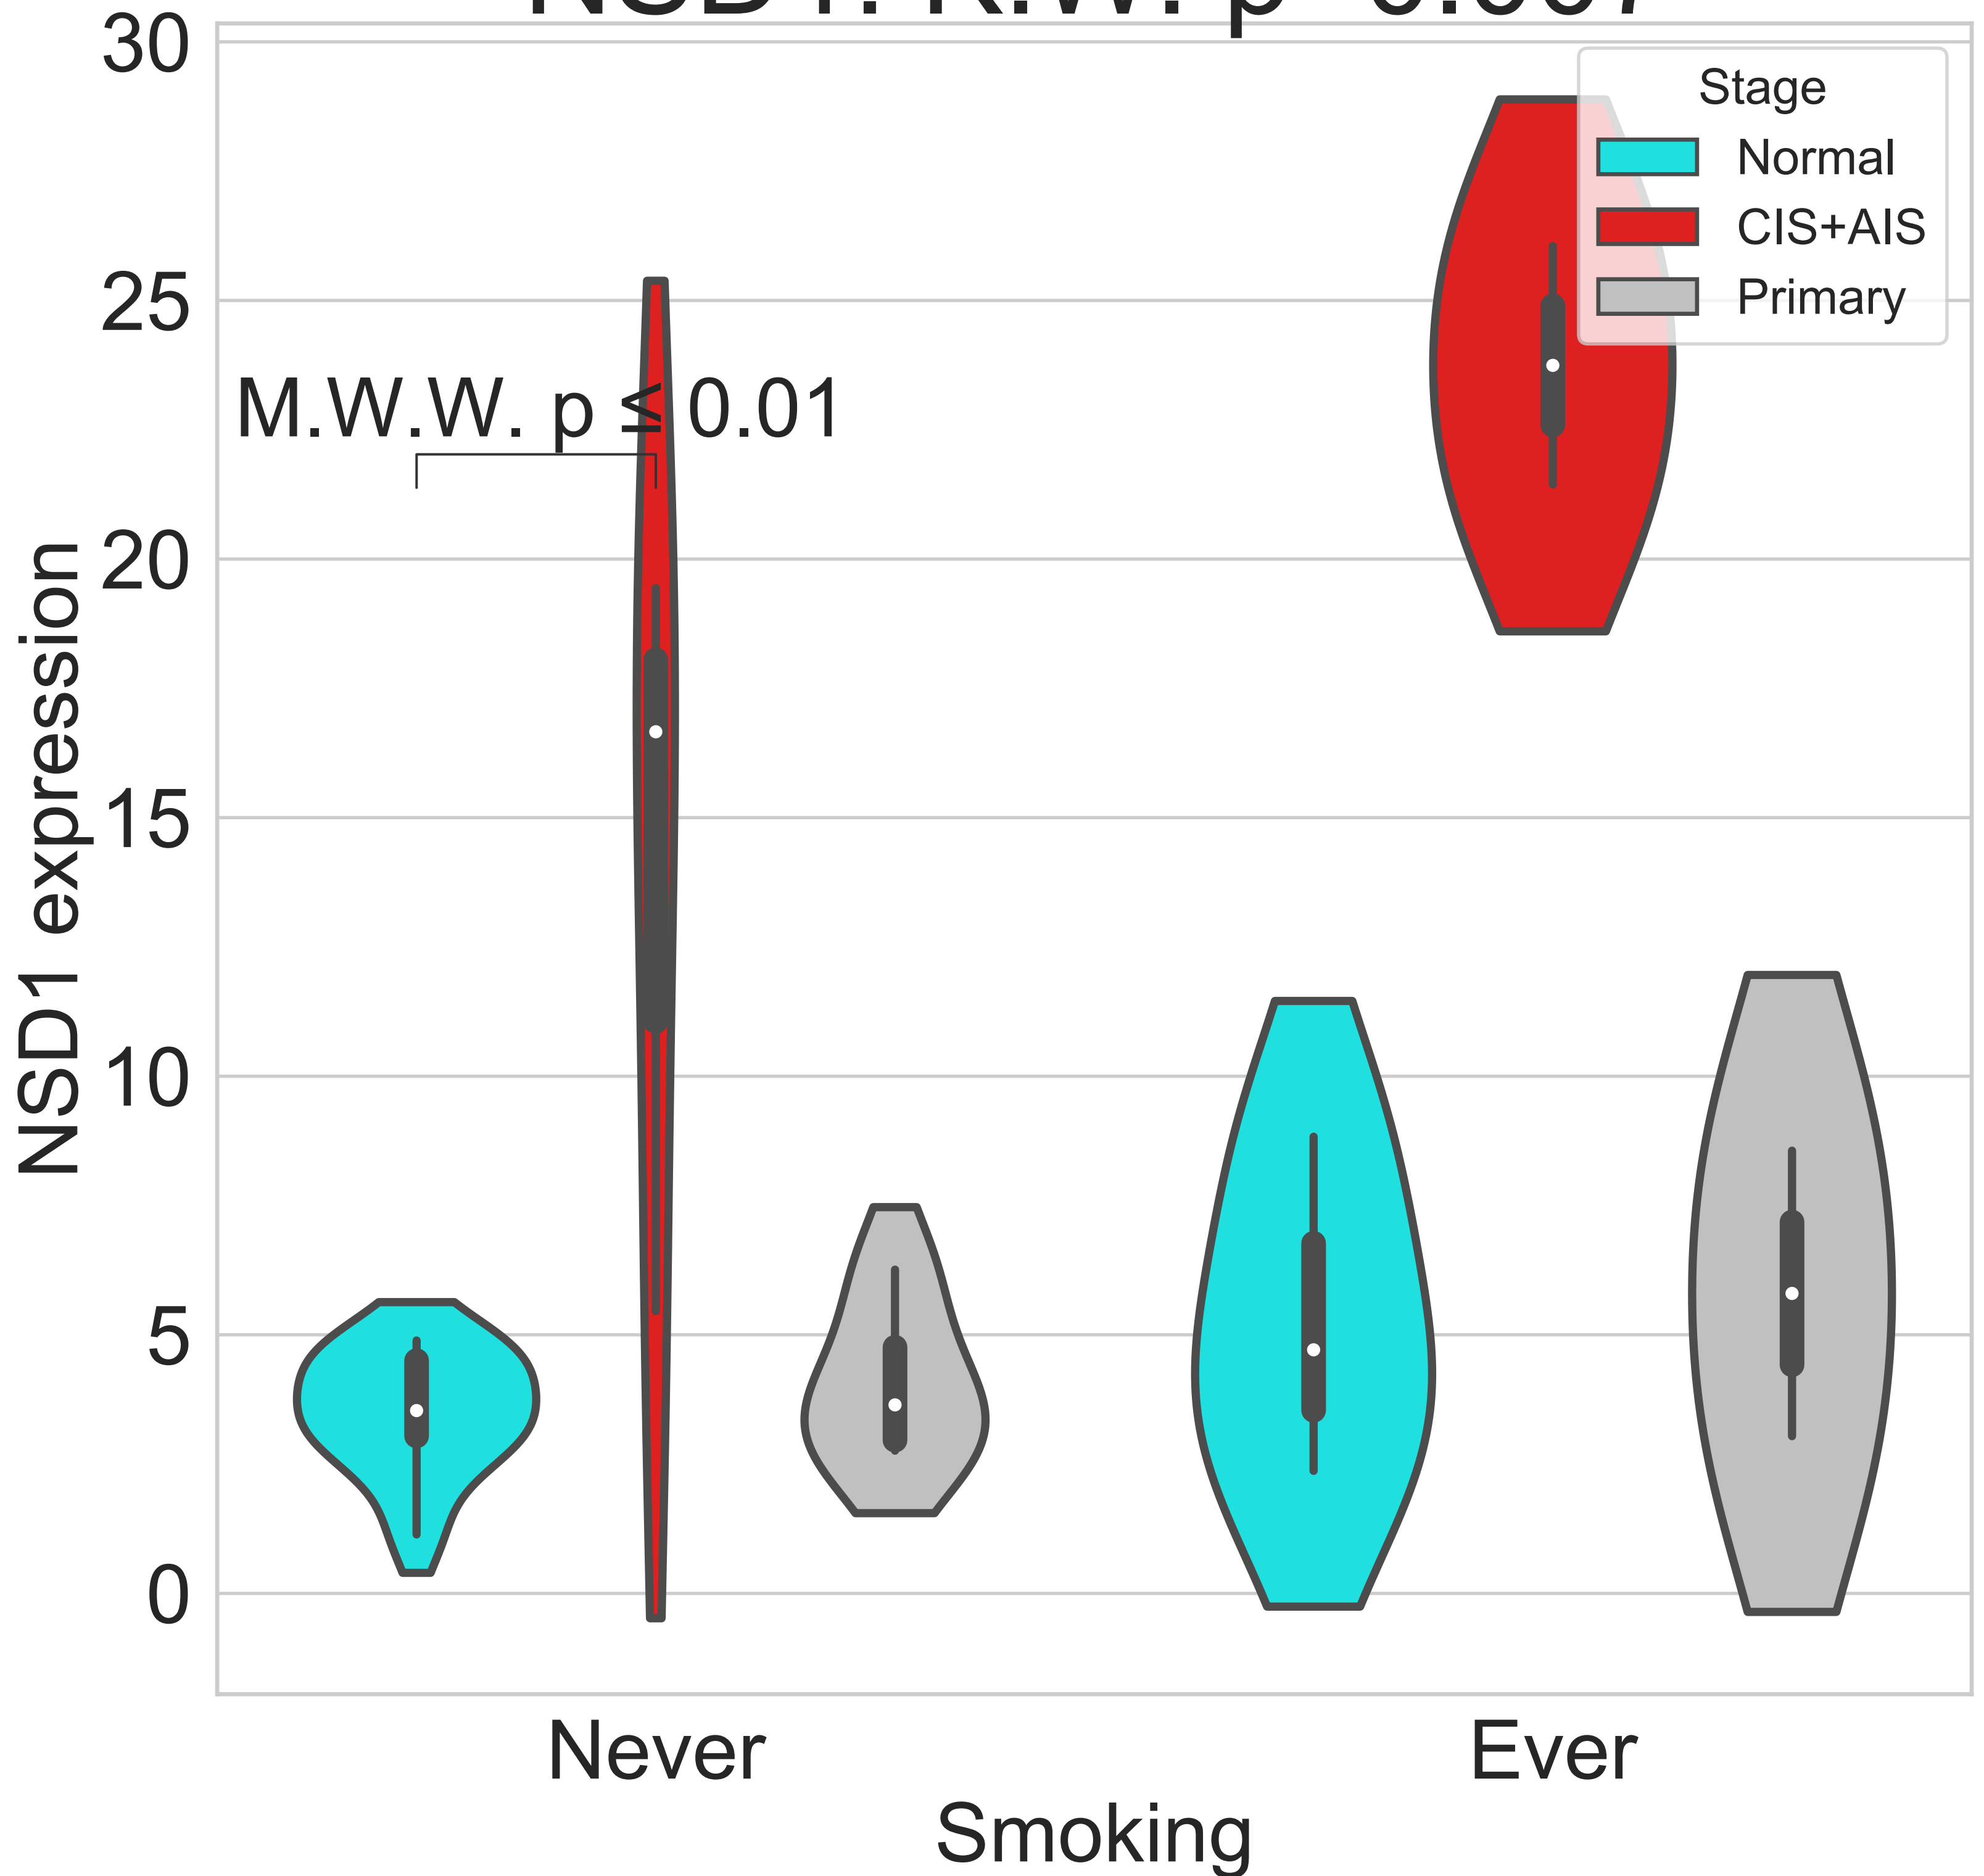 30
Stage
Normal
CIS+AIS
Primary
25
M.W.W. p ≤ 0.01
20
15
10
5
0
NSD1 expression
Never
Ever
Smoking